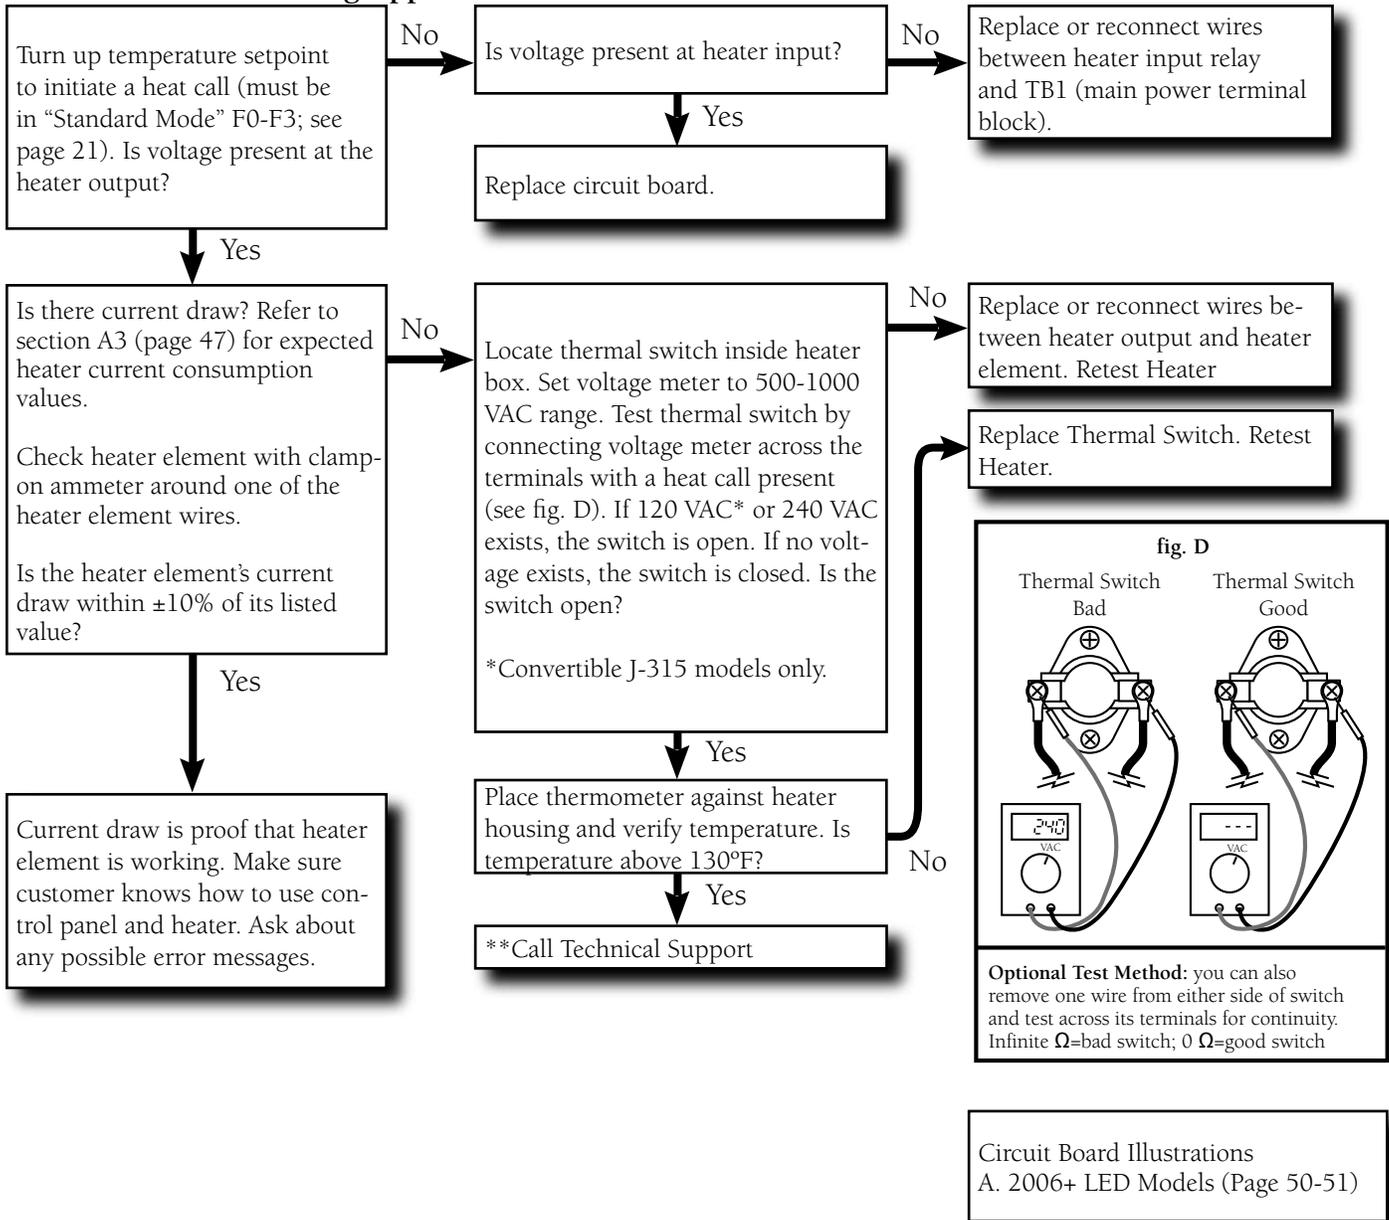 Turn up temperature setpoint
to initiate a heat call (must be
in “Standard Mode” F0-F3; see
page 21). Is voltage present at the
heater output?
No
Is voltage present at heater input?
No
Replace or reconnect wires
between heater input relay
and TB1 (main power terminal
block).
Yes
Replace circuit board.
Yes
Is there current draw? Refer to
section A3 (page 47) for expected
heater current consumption
values.
Check heater element with clamp-
on ammeter around one of the
heater element wires.
Is the heater element’s current
draw within ±10% of its listed
value?
No
Locate thermal switch inside heater
box. Set voltage meter to 500-1000
VAC range. Test thermal switch by
connecting voltage meter across the
terminals with a heat call present
(see fig. D). If 120 VAC* or 240 VAC
exists, the switch is open. If no volt-
age exists, the switch is closed. Is the
switch open?
*Convertible J-315 models only.
No
Replace or reconnect wires be-
tween heater output and heater
element. Retest Heater
Replace Thermal Switch. Retest
Heater.
Yes
Current draw is proof that heater
element is working. Make sure
customer knows how to use con-
trol panel and heater. Ask about
any possible error messages.
Yes
Place thermometer against heater
housing and verify temperature. Is
temperature above 130ºF?
No
Yes
**Call Technical Support
fig. D
Thermal Switch
Bad
Thermal Switch
Good
240
VAC
---
VAC
Optional Test Method: you can also
remove one wire from either side of switch
and test across its terminals for continuity.
Infinite Ω=bad switch; 0 Ω=good switch
Circuit Board Illustrations
A. 2006+ LED Models (Page 50-51)